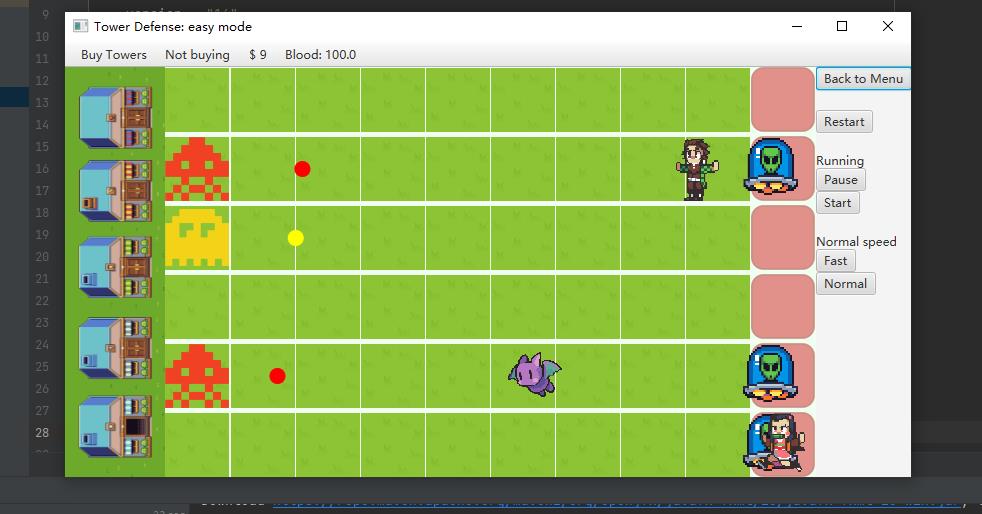 9
10
11
12
13
14
15
16
17
18
19
20
21
22
23
24
25
26
27
28
Tower Defense: easy mode
Buy Towers Not buying $ 9 Blood: 100.0
Back to Menu
Restart
Running
Pause
Start
Normal speed
Fast
Normal